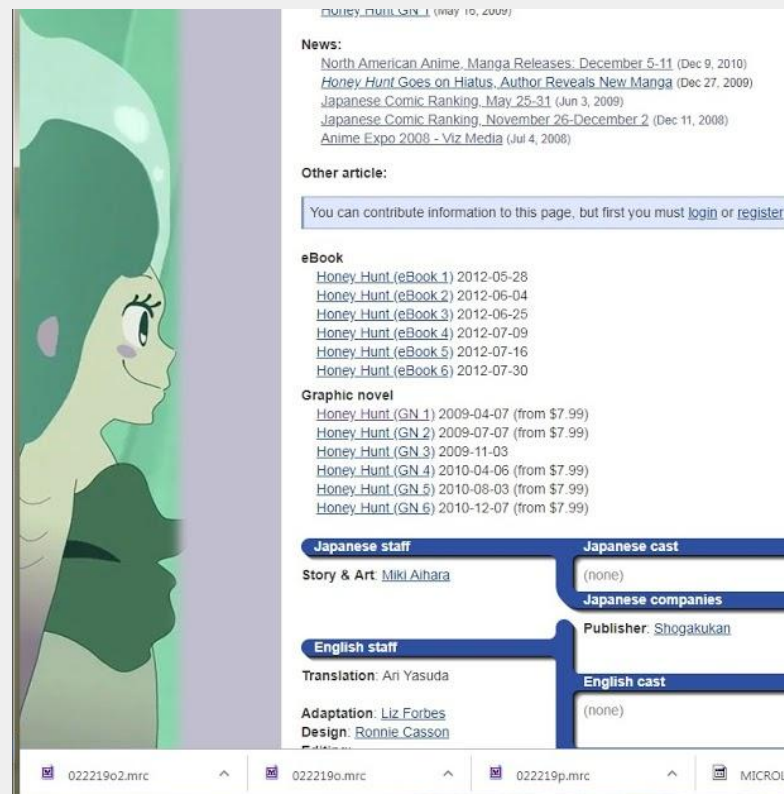 Honey Hunt GN 1 (May 16, 2009)
News:
North American Anime, Manga Releases: December 5-11 (Dec 9, 2010)
Honey Hunt Goes on Hiatus, Author Reveals New Manga (Dec 27, 2009)
Japanese Comic Ranking, May 25-31 (Jun 3, 2009)
Japanese Comic Ranking, November 26-December 2 (Dec 11, 2008)
Anime Expo 2008 - Viz Media (Jul 4, 2008)
Other article:
You can contribute information to this page, but first you must login or register
eBook
Honey Hunt (eBook 1) 2012-05-28
Honey Hunt (eBook 2) 2012-06-04
Honey Hunt (eBook 3) 2012-06-25
Honey Hunt (eBook 4) 2012-07-09
Honey Hunt (eBook 5) 2012-07-16
Honey Hunt (eBook 6) 2012-07-30
Graphic novel
Honey Hunt (GN 1) 2009-04-07 (from $7.99)
Honey Hunt (GN 2) 2009-07-07 (from $7.99)
Honey Hunt (GN 3) 2009-11-03
Honey Hunt (GN 4) 2010-04-06 (from $7.99)
Honey Hunt (GN 5) 2010-08-03 (from $7.99)
Honey Hunt (GN 6) 2010-12-07 (from $7.99)
Japanese staff
Story & Art: Miki Aihara
Japanese cast
(none)
Japanese companies
Publisher: Shogakukan
English staff
Translation: Ari Yasuda
Adaptation: Liz Forbes
Design: Ronnie Casson
English cast
(none)
022219o2.mrc
022219o.mrc
022219p.mrc